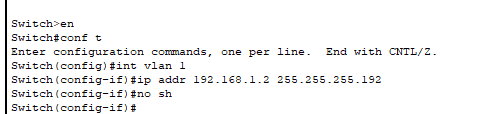 Switch>en
Switch#conf t
Enter configuration commands, one per line.  End with CNTL/Z.
Switch(config)#int vlan 1
Switch(config-if)#ip addr 192.168.1.2 255.255.255.192
Switch(config-if)#no sh
Switch(config-if)#